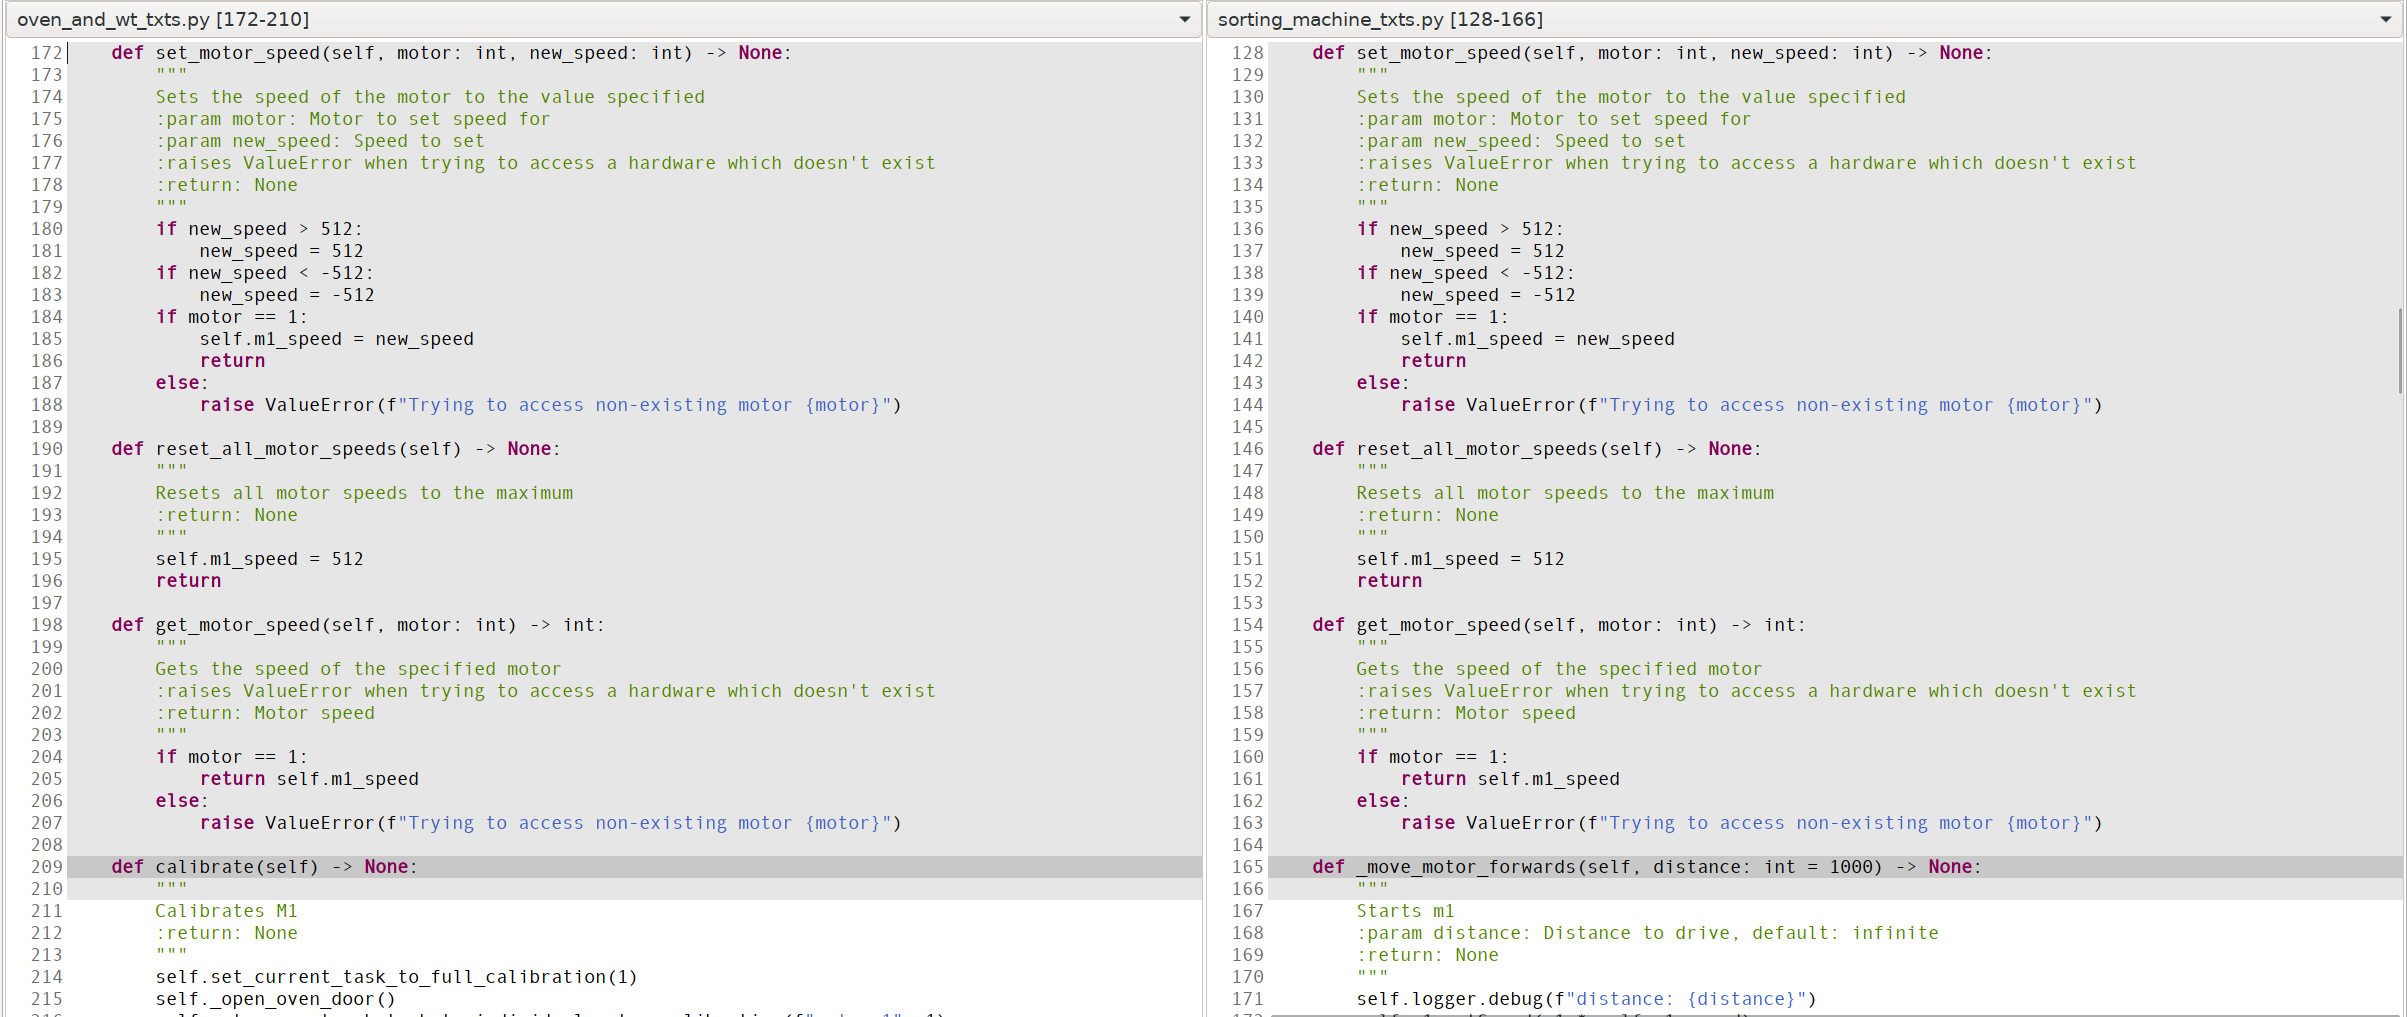 oven_and_wt_txts.py [172-210]
172    def set_motor_speed(self, motor: int, new_speed: int) -> None:
173        """
174        Sets the speed of the motor to the value specified
175        :param motor: Motor to set speed for
176        :param new_speed: Speed to set
177        :raises ValueError when trying to access a hardware which doesn't exist
178        :return: None
179        """
180        if new_speed > 512:
181            new_speed = 512
182        if new_speed < -512:
183            new_speed = -512
184        if motor == 1:
185            self.m1_speed = new_speed
186            return
187        else:
188            raise ValueError(f"Trying to access non-existing motor {motor}")
189
190    def reset_all_motor_speeds(self) -> None:
191        """
192        Resets all motor speeds to the maximum
193        :return: None
194        """
195        self.m1_speed = 512
196        return
197
198    def get_motor_speed(self, motor: int) -> int:
199        """
200        Gets the speed of the specified motor
201        :raises ValueError when trying to access a hardware which doesn't exist
202        :return: Motor speed
203        """
204        if motor == 1:
205            return self.m1_speed
206        else:
207            raise ValueError(f"Trying to access non-existing motor {motor}")
208
209    def calibrate(self) -> None:
210        """
211        Calibrates M1
212        :return: None
213        """
214        self.set_current_task_to_full_calibration(1)
215        self._open_oven_door()
sorting_machine_txts.py [128-166]
128    def set_motor_speed(self, motor: int, new_speed: int) -> None:
129        """
130        Sets the speed of the motor to the value specified
131        :param motor: Motor to set speed for
132        :param new_speed: Speed to set
133        :raises ValueError when trying to access a hardware which doesn't exist
134        :return: None
135        """
136        if new_speed > 512:
137            new_speed = 512
138        if new_speed < -512:
139            new_speed = -512
140        if motor == 1:
141            self.m1_speed = new_speed
142            return
143        else:
144            raise ValueError(f"Trying to access non-existing motor {motor}")
145
146    def reset_all_motor_speeds(self) -> None:
147        """
148        Resets all motor speeds to the maximum
149        :return: None
150        """
151        self.m1_speed = 512
152        return
153
154    def get_motor_speed(self, motor: int) -> int:
155        """
156        Gets the speed of the specified motor
157        :raises ValueError when trying to access a hardware which doesn't exist
158        :return: Motor speed
159        """
160        if motor == 1:
161            return self.m1_speed
162        else:
163            raise ValueError(f"Trying to access non-existing motor {motor}")
164
165    def _move_motor_forwards(self, distance: int = 1000) -> None:
166        """
167        Starts m1
168        :param distance: Distance to drive, default: infinite
169        :return: None
170        """
171        self.logger.debug(f"distance: {distance}")